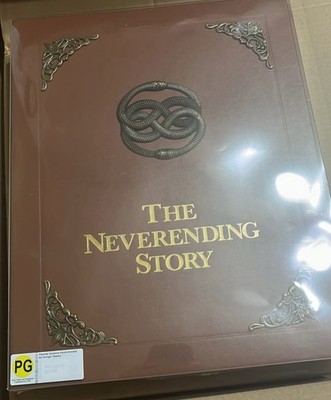 THE
NEVERENDING
STORY
PG